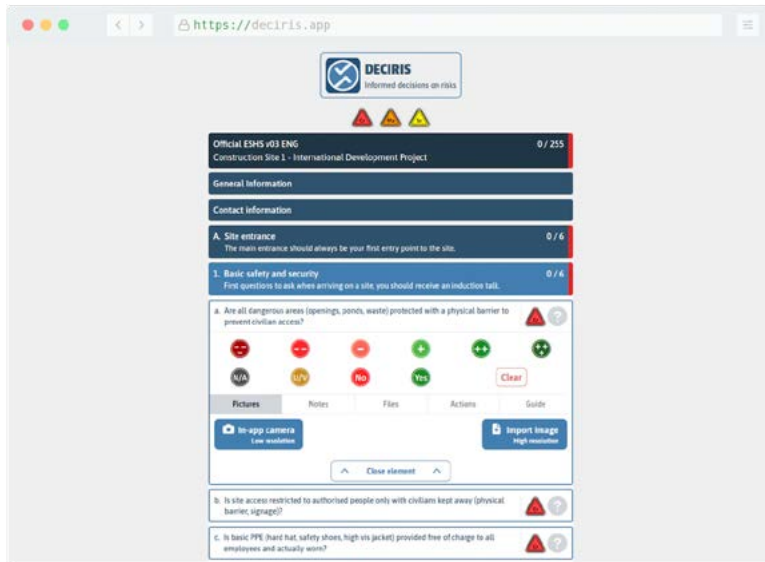 https://deciris.app
DECIRIS
Informed decisions on risks
Official ESHS v03 ENG 0 / 255
Construction Site 1 - International Development Project
General Information
Contact information
A. Site entrance 0 / 6
The main entrance should always be your first entry point to the site.
1. Basic safety and security 0 / 6
First questions to ask when arriving on a site, you should receive an induction talk.
a. Are all dangerous areas (openings, ponds, waste) protected with a physical barrier to ?
prevent civilian access?
-- - + ++
N/A U/V No Yes Clear
Pictures Notes Files Actions Guide
In-app camera Import Image
Low resolution High resolution
Close element
b. Is site access restricted to authorised people only with civilians kept away (physical ?
barrier, signage)?
c. Is basic PPE (hard hat, safety shoes, high vis jacket) provided free of charge to all ?
employees and actually worn?